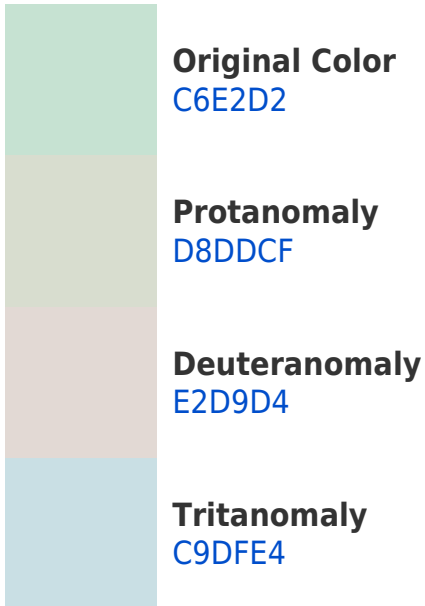 Original Color
C6E2D2
Protanomaly
D8DDCF
Deuteranomaly
E2D9D4
Tritanomaly
C9DFE4